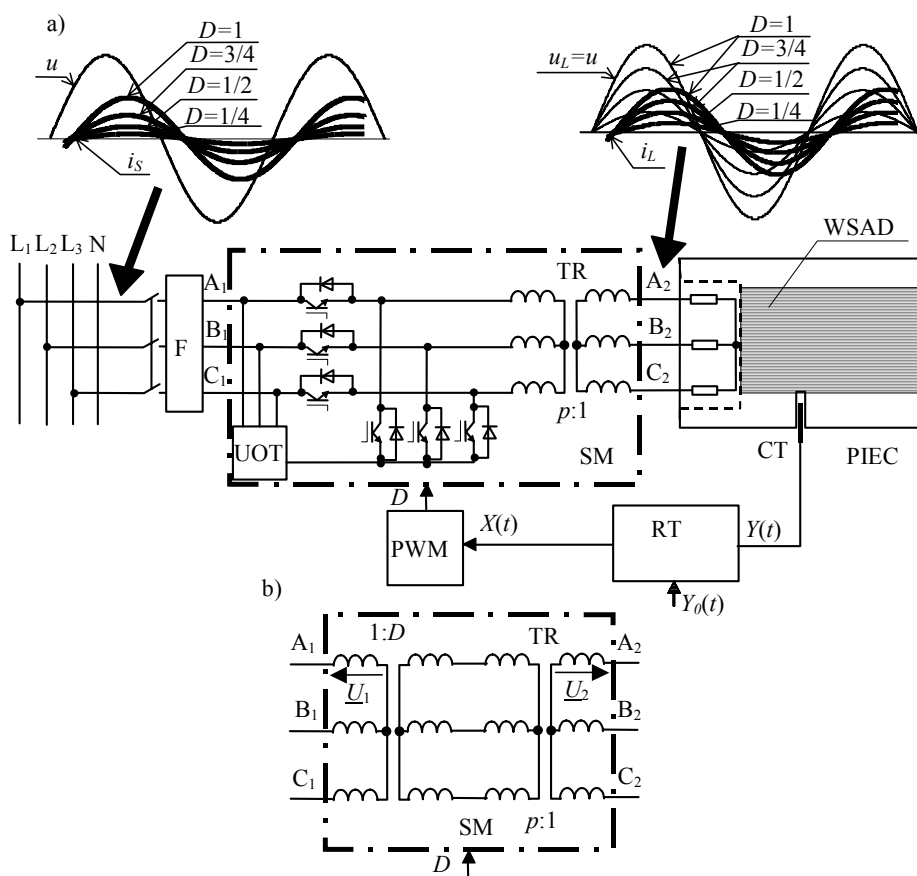 a)
D=1
D=3/4
D=1/2
D=1/4
u
i_S
D=1
D=3/4
D=1/2
D=1/4
u_L=u
i_L
WSAD
L₁ L₂ L₃ N
TR
A₁
A₂
B₁
B₂
F
C₁
C₂
p:1
UOT
SM
CT
PIEC
D
X(t)
RT
Y(t)
PWM
Y₀(t)
b)
1:D
TR
A₁
A₂
U₁
U₂
B₁
B₂
C₁
C₂
SM
p:1
D